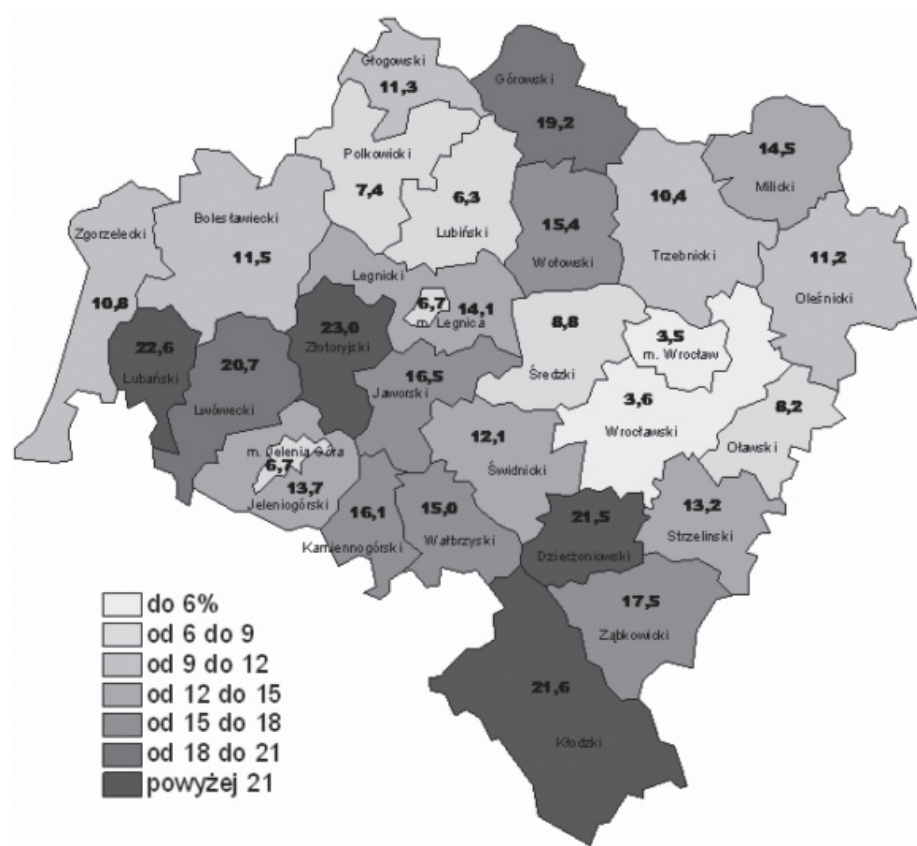 Głogowski
11,3
Górowski
19,2
Polkowicki
7,4
14,5
Milicki
6,3
Lubiński
10,4
Trzebnicki
Bolesławiecki
11,5
Zgorzelecki
10,8
15,4
Wołowski
11,2
Oleśnicki
Legnicki
14,1
6,7
m. Legnica
23,0
Złotoryjski
8,8
Średzki
3,5
m. Wrocław
22,6
Lubański
20,7
Lwówecki
16,5
Jaworski
3,6
Wrocławski
8,2
Oławski
12,1
Świdnicki
m. Jelenia Góra
6,7
13,7
Jeleniogórski
16,1
Kamiennogórski
15,0
Wałbrzyski
21,5
Dzierżoniowski
13,2
Strzelinski
17,5
Ząbkowicki
21,6
Kłodzki
do 6%
od 6 do 9
od 9 do 12
od 12 do 15
od 15 do 18
od 18 do 21
powyżej 21